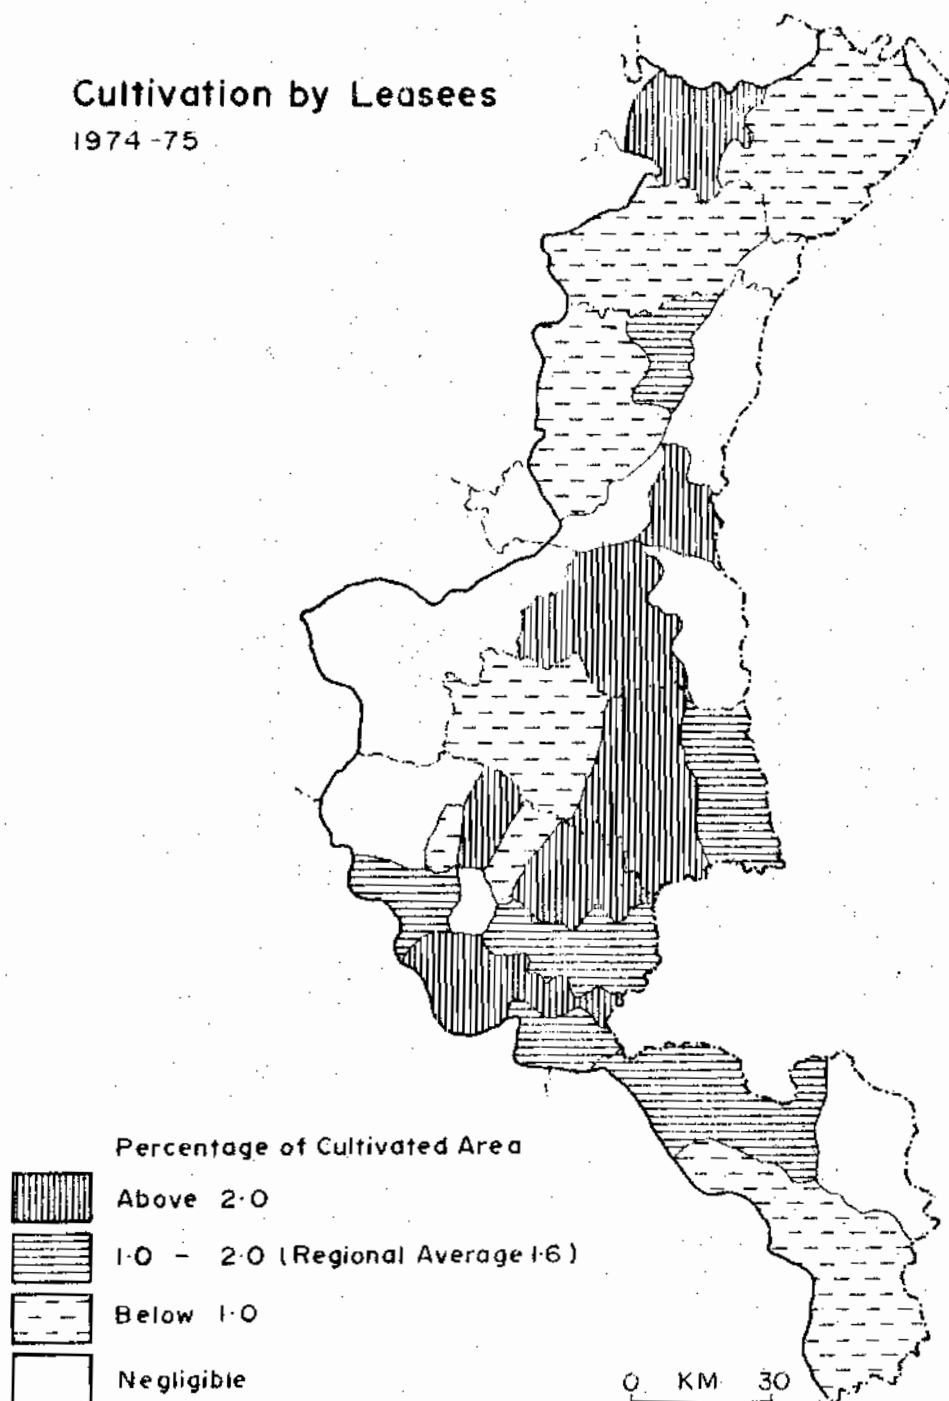 Cultivation by Leasees
1974-75
Percentage of Cultivated Area
Above 2·0
1·0 - 2·0 (Regional Average 1·6)
Below 1·0
Negligible
0 KM 30